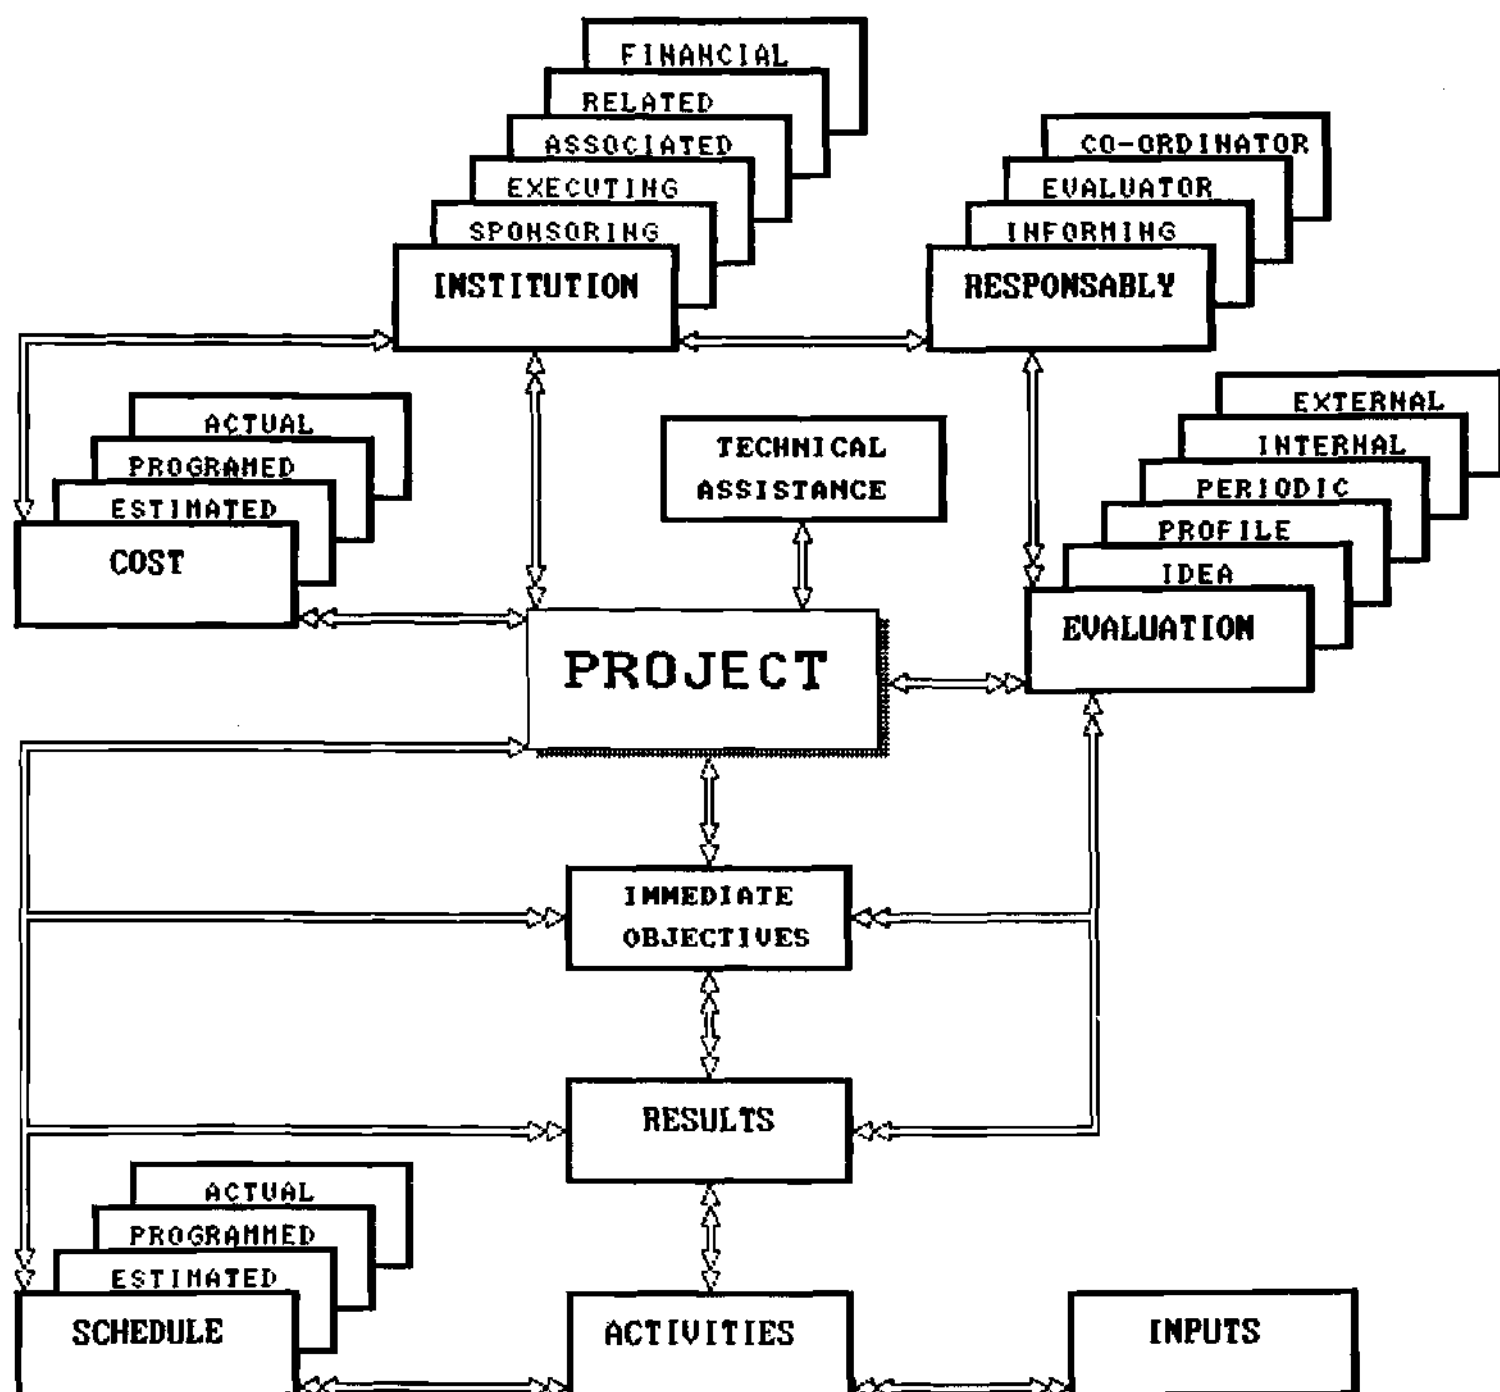 FINANCIAL
RELATED
ASSOCIATED
EXECUTING
SPONSORING
INSTITUTION
CO-ORDINATOR
EVALUATOR
INFORMING
RESPONSABLY
ACTUAL
PROGRAMED
ESTIMATED
COST
TECHNICAL
ASSISTANCE
EXTERNAL
INTERNAL
PERIODIC
PROFILE
IDEA
EVALUATION
PROJECT
IMMEDIATE
OBJECTIVES
RESULTS
ACTUAL
PROGRAMMED
ESTIMATED
SCHEDULE
ACTIVITIES
INPUTS